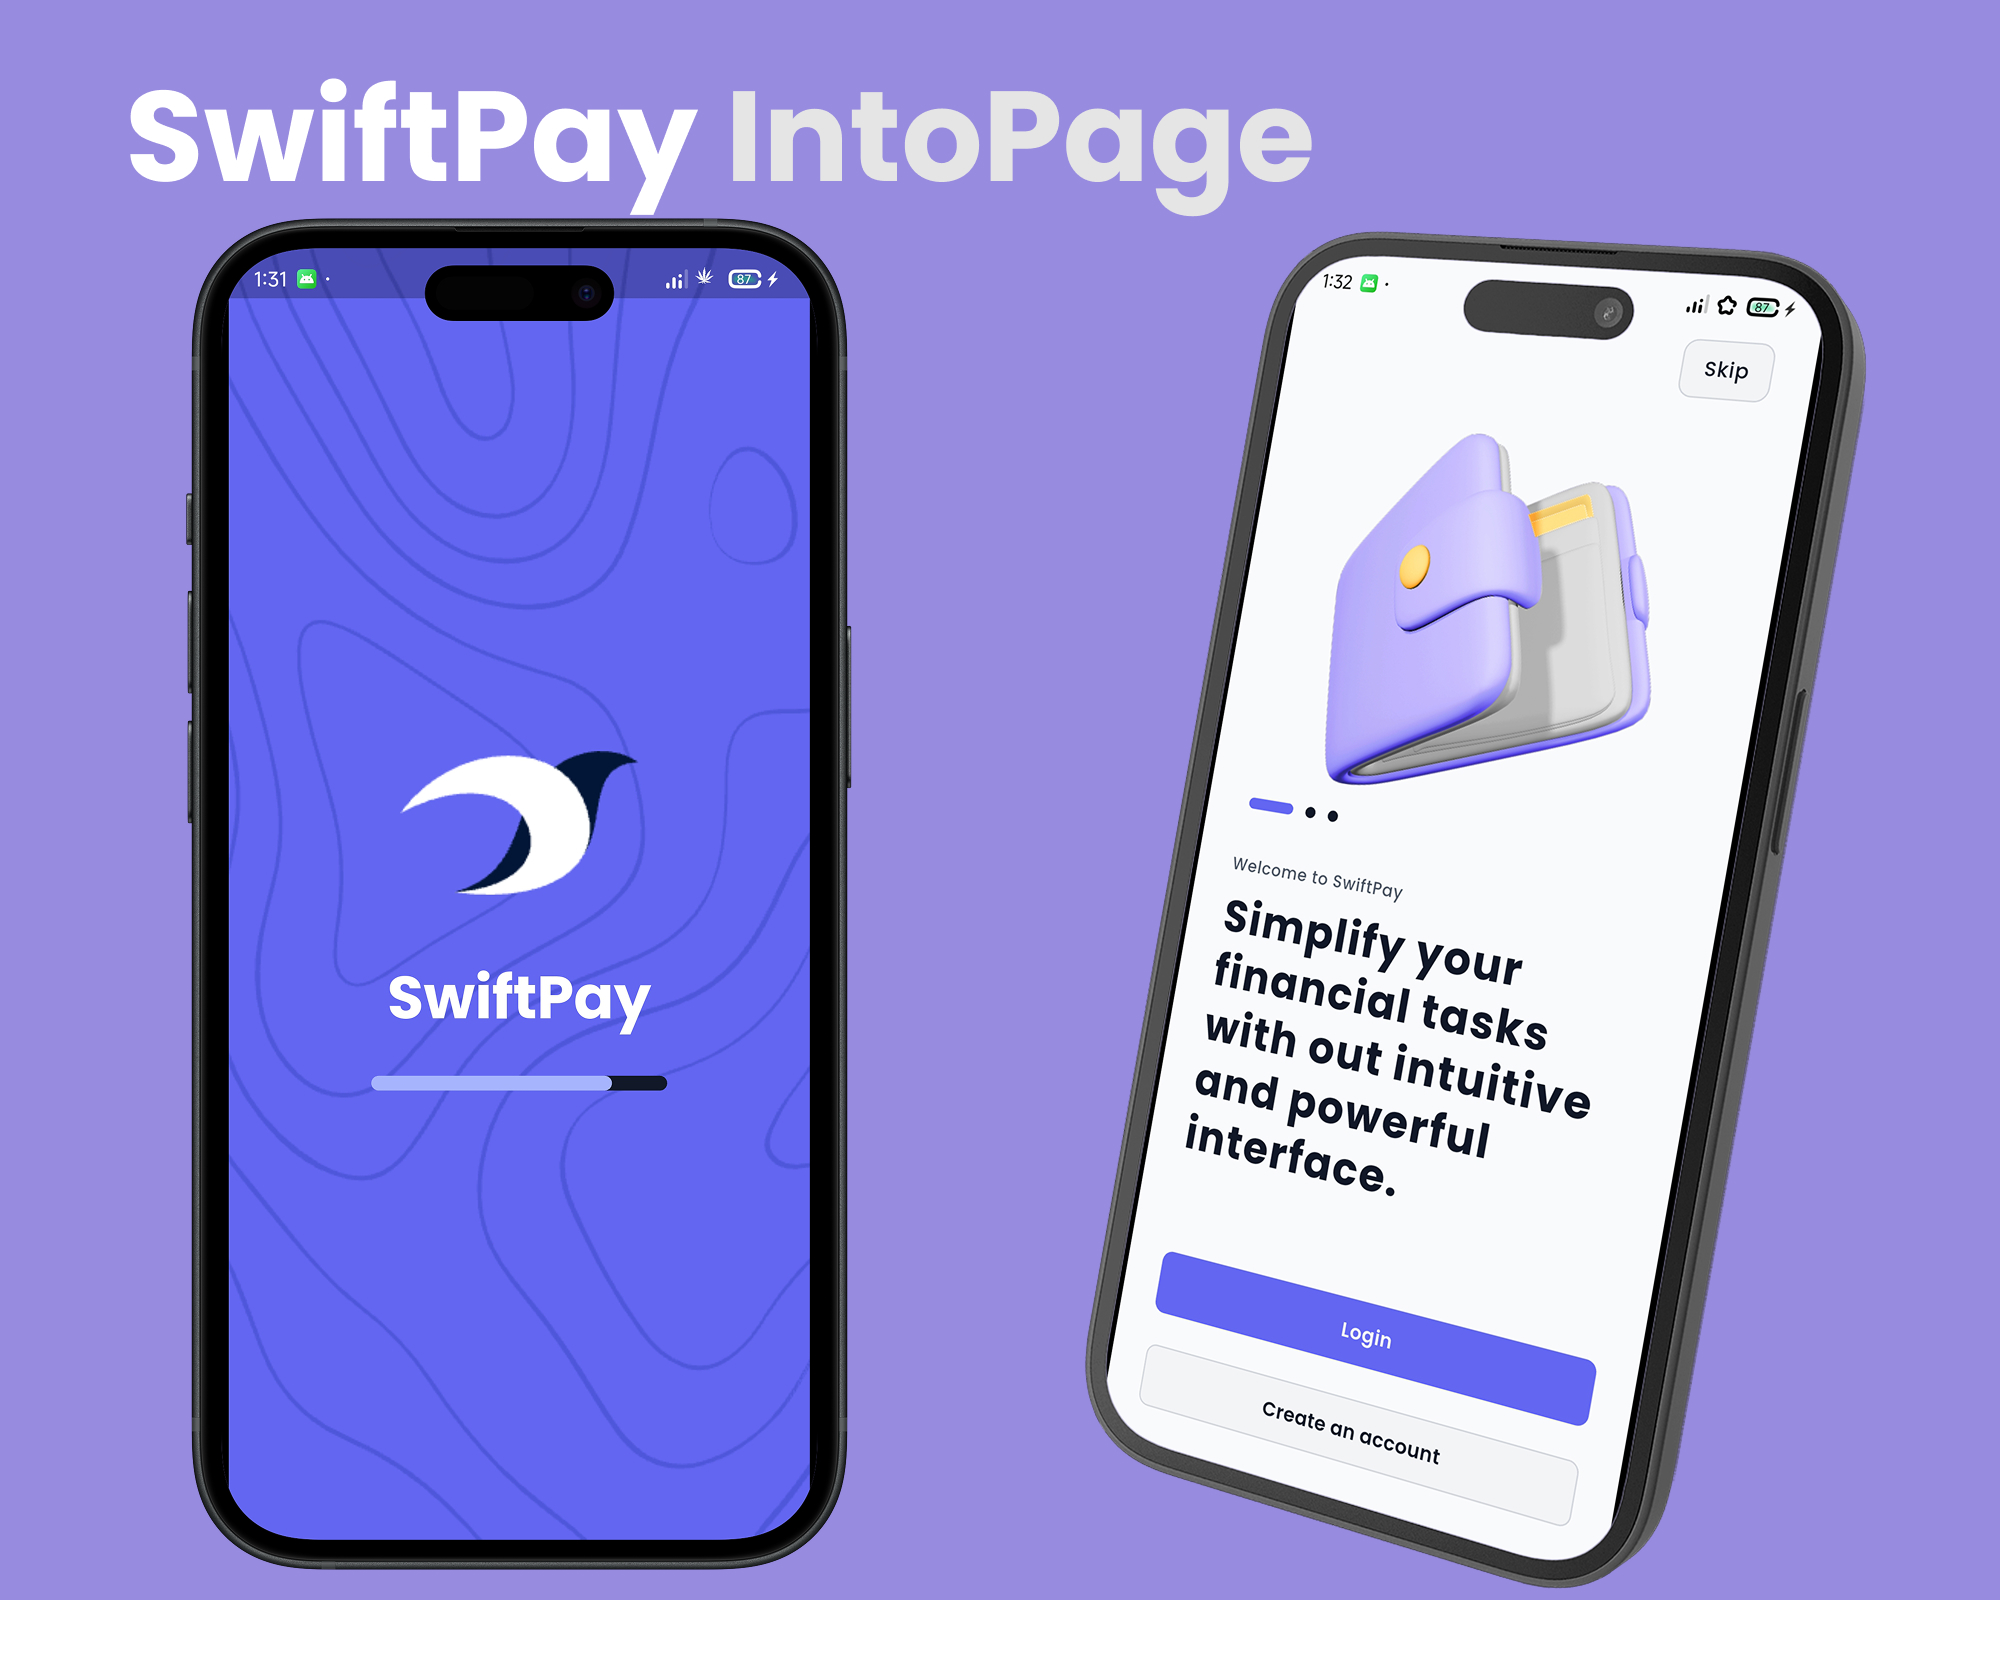 SwiftPay IntoPage
1:31
87
SwiftPay
1:32
87
Skip
Welcome to SwiftPay
Simplify your
financial tasks
with out intuitive
and powerful
interface.
Login
Create an account